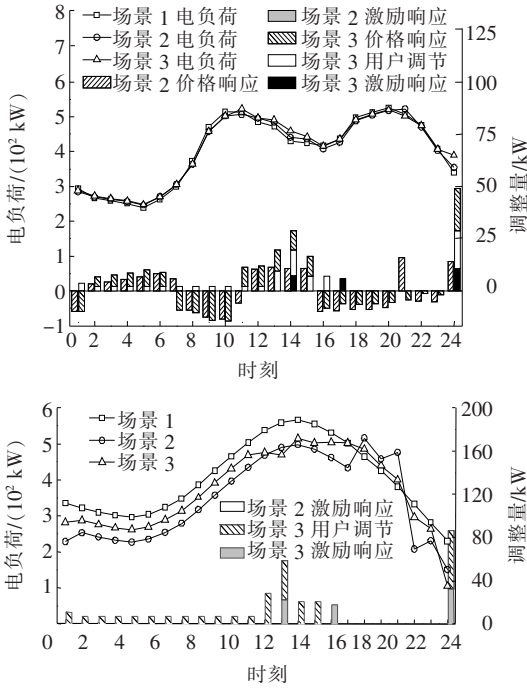 场景 1 电负荷 场景 2 激励响应
场景 2 电负荷 场景 3 价格响应
场景 3 电负荷 场景 3 用户调节
场景 2 价格响应 场景 3 激励响应
8
7
6
5
4
3
2
1
0
−1
电负荷/(10² kW)
125
100
75
50
25
0
调整量/kW
2 4 6 8 10 12 14 16 18 20 22 24
时刻
场景 1
场景 2
场景 3
场景 2 激励响应
场景 3 用户调节
场景 3 激励响应
6
5
4
3
2
1
电负荷/(10² kW)
200
160
120
80
40
0
调整量/kW
0 2 4 6 8 10 12 14 16 18 20 22 24
时刻